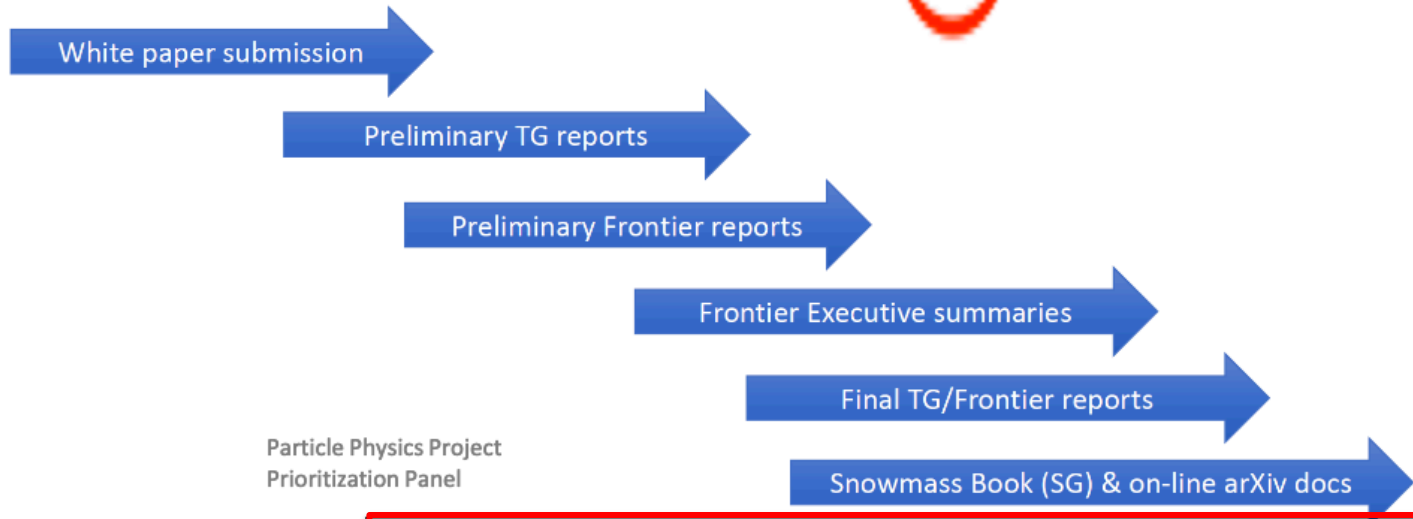 White paper submission
Preliminary TG reports
Preliminary Frontier reports
Frontier Executive summaries
Final TG/Frontier reports
Particle Physics Project
Prioritization Panel
Snowmass Book (SG) & on-line arXiv docs